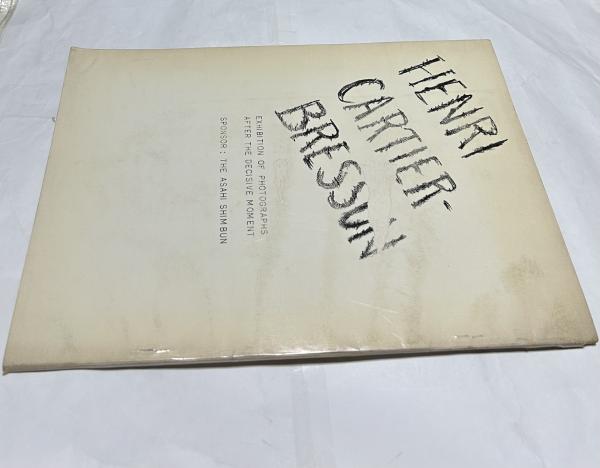 HENRI
CARTIER-
BRESSON
EXHIBITION OF PHOTOGRAPHS
AFTER THE DECISIVE MOMENT
SPONSOR: THE ASAHI SHIMBUN